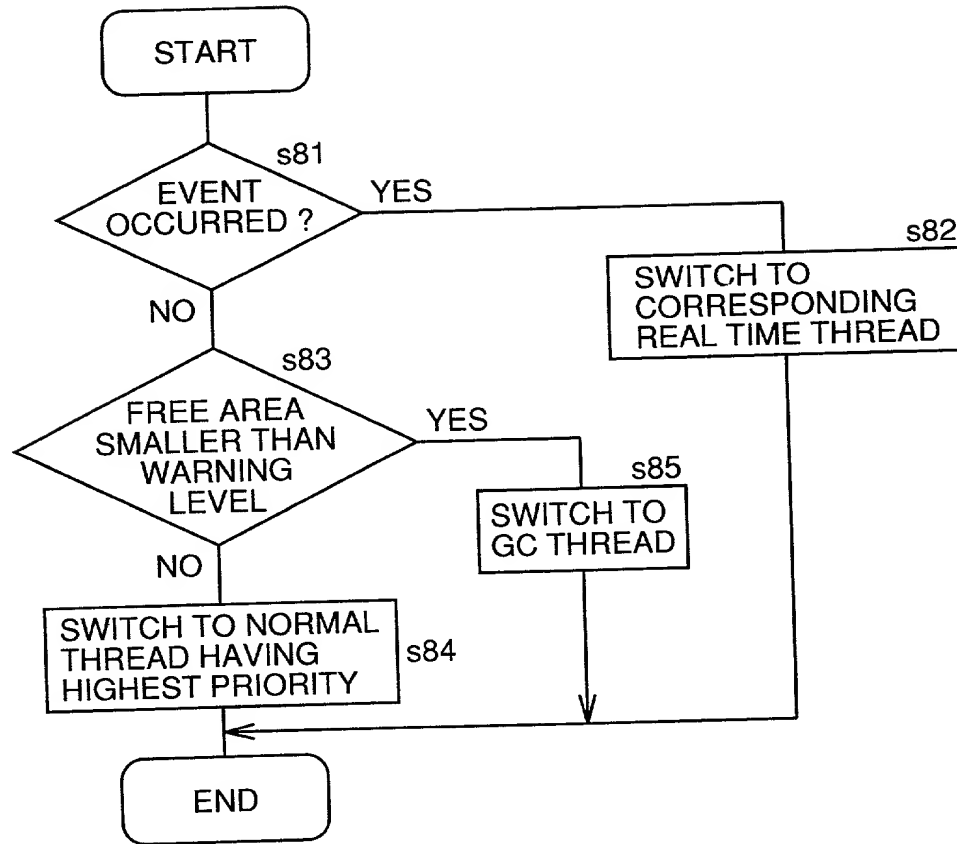 START
s81
EVENT
OCCURRED ?
YES
s82
SWITCH TO
CORRESPONDING
REAL TIME THREAD
NO
s83
FREE AREA
SMALLER THAN
WARNING
LEVEL
YES
s85
SWITCH TO
GC THREAD
NO
SWITCH TO NORMAL
THREAD HAVING
HIGHEST PRIORITY
s84
END